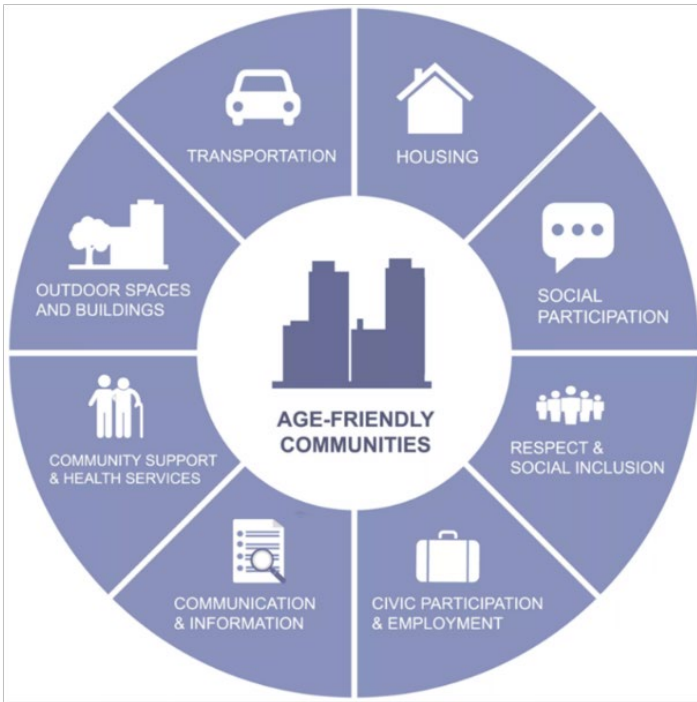 TRANSPORTATION
HOUSING
SOCIAL
PARTICIPATION
RESPECT &
SOCIAL INCLUSION
CIVIC PARTICIPATION
& EMPLOYMENT
COMMUNICATION
& INFORMATION
COMMUNITY SUPPORT
& HEALTH SERVICES
OUTDOOR SPACES
AND BUILDINGS
AGE-FRIENDLY
COMMUNITIES